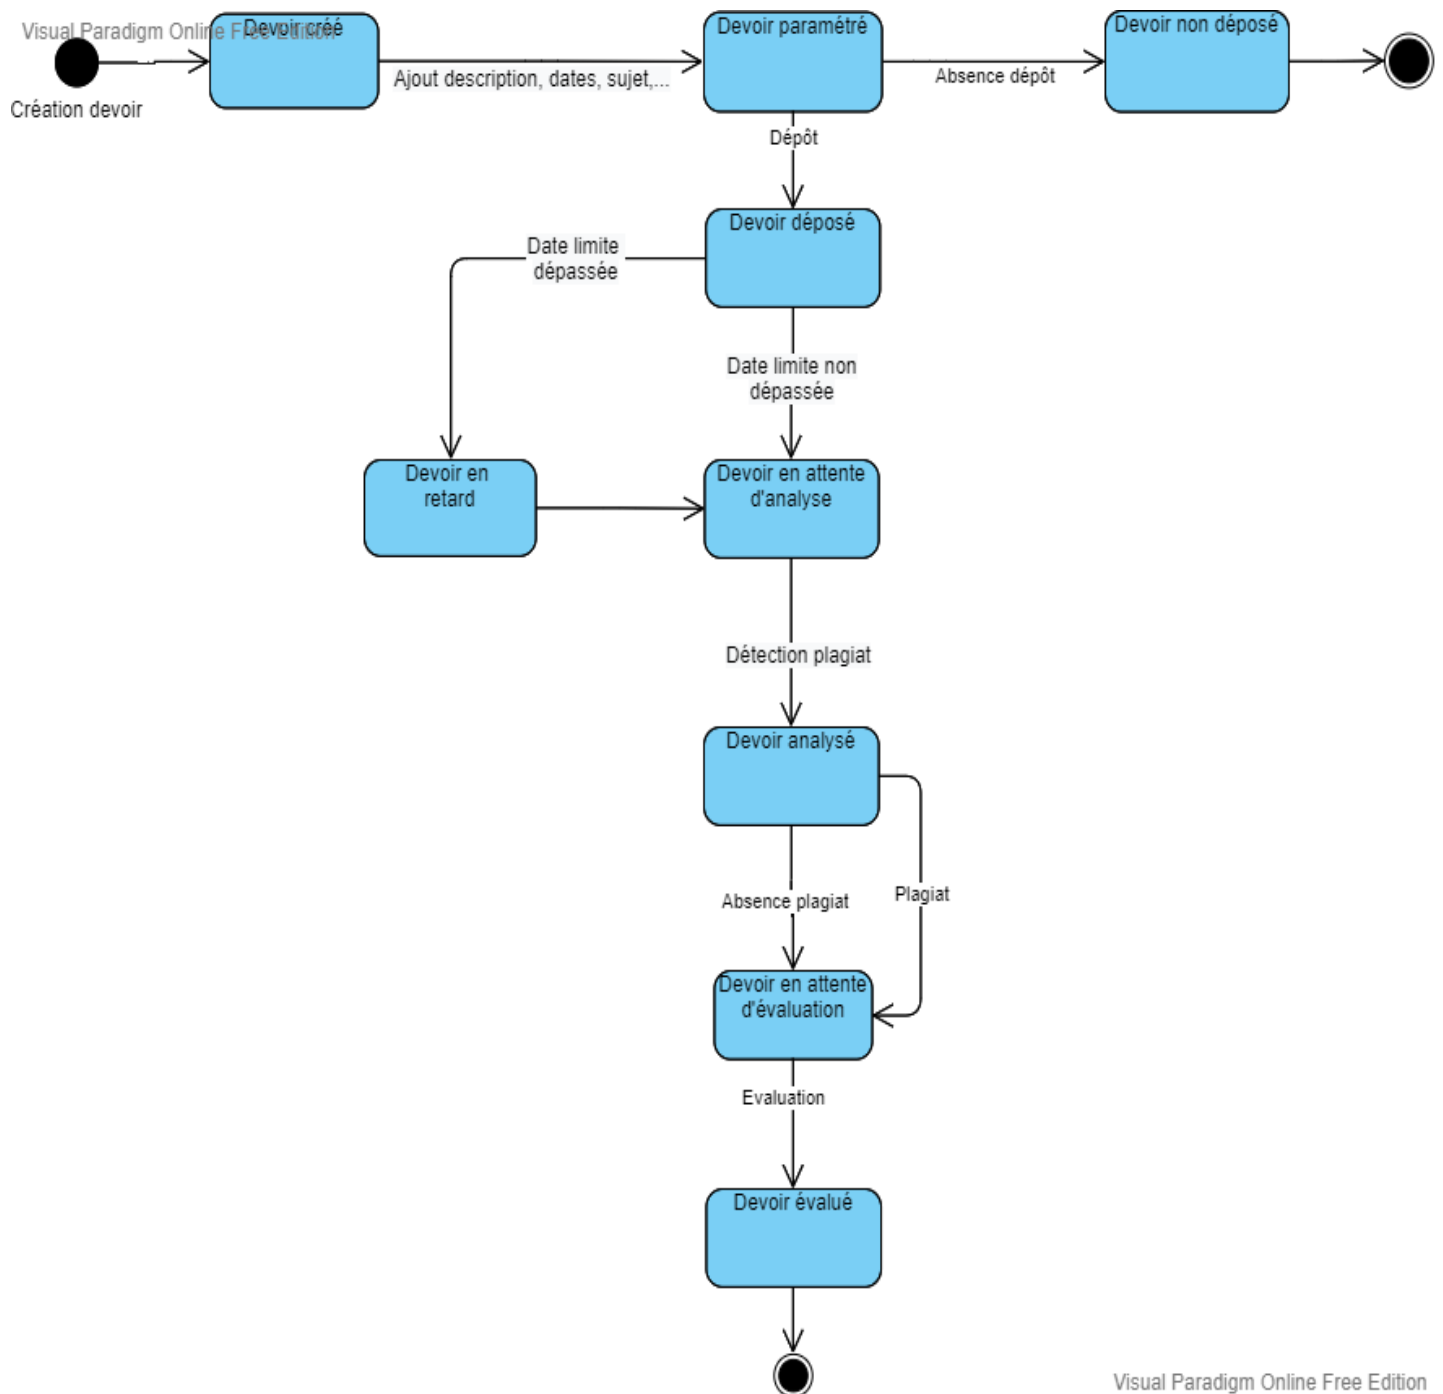 Visual Paradigm Online Free Edition
Devoir créé
Devoir paramétré
Devoir non déposé
Création devoir
Ajout description, dates, sujet,...
Absence dépôt
Dépôt
Devoir déposé
Date limite
dépassée
Date limite non
dépassée
Devoir en
retard
Devoir en attente
d'analyse
Détection plagiat
Devoir analysé
Absence plagiat
Plagiat
Devoir en attente
d'évaluation
Evaluation
Devoir évalué
Visual Paradigm Online Free Edition